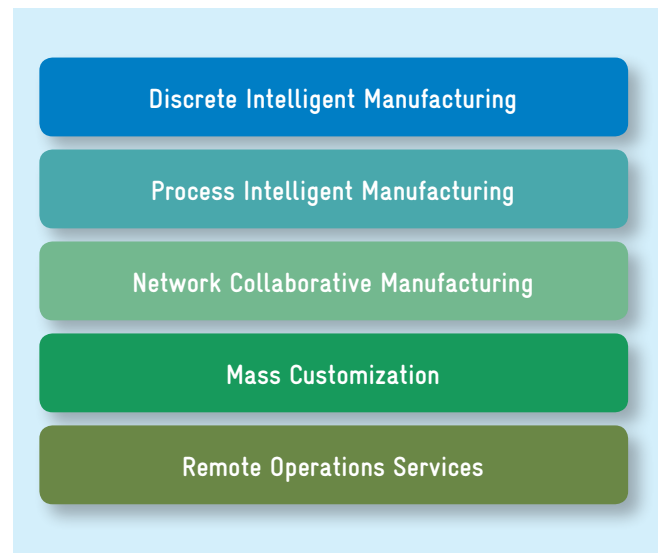 Discrete Intelligent Manufacturing
Process Intelligent Manufacturing
Network Collaborative Manufacturing
Mass Customization
Remote Operations Services